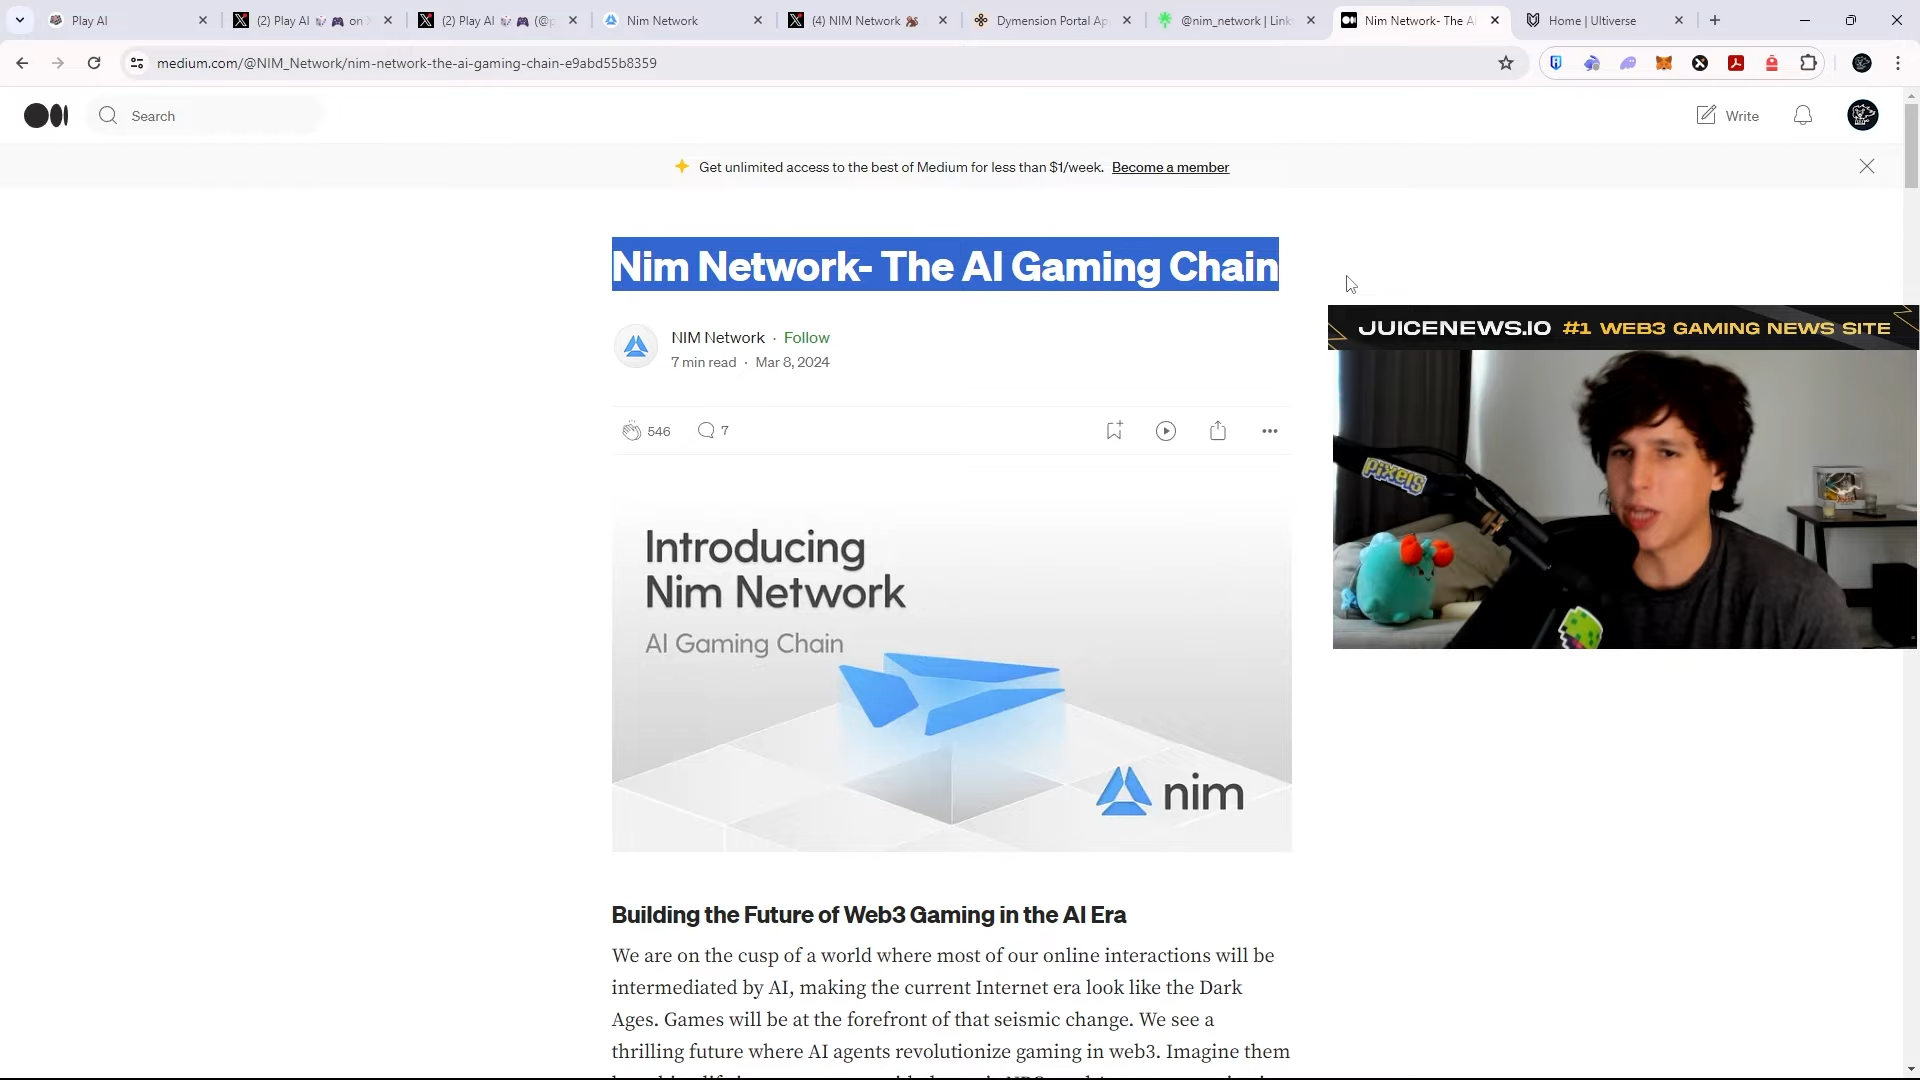 Play AI
(2) Play AI 🎲 🎮 on
(2) Play AI 🎲 🎮 (@p
Nim Network
(4) NIM Network
Dymension Portal Ap
@nim_network | Link
Nim Network- The AI
Home | Ultiverse
medium.com/@NIM_Network/nim-network-the-ai-gaming-chain-e9abd55b8359
Search
Write
Get unlimited access to the best of Medium for less than $1/week. Become a member
Nim Network- The AI Gaming Chain
NIM Network · Follow
7 min read · Mar 8, 2024
546
7
JUICENEWS.IO #1 WEB3 GAMING NEWS SITE
PIXELS
Introducing
Nim Network
AI Gaming Chain
nim
Building the Future of Web3 Gaming in the AI Era
We are on the cusp of a world where most of our online interactions will be
intermediated by AI, making the current Internet era look like the Dark
Ages. Games will be at the forefront of that seismic change. We see a
thrilling future where AI agents revolutionize gaming in web3. Imagine them